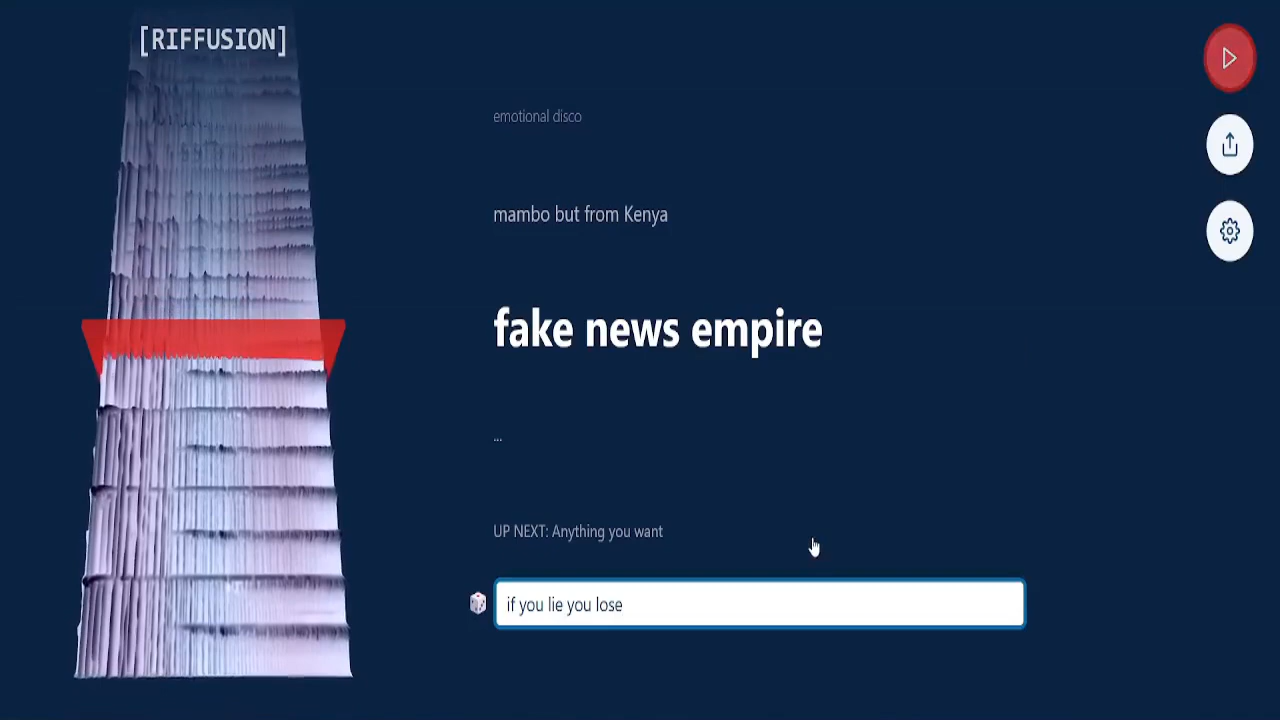 [RIFFUSION]
emotional disco
mambo but from Kenya
fake news empire
...
UP NEXT: Anything you want
if you lie you lose